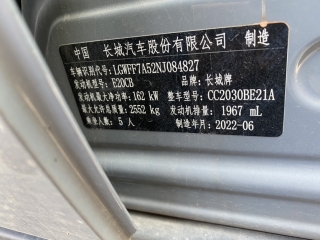 中国 长城汽车股份有限公司 制造
车辆识别代号: LGWFF7A52NJ084827
发动机型号: E20CB 品牌: 长城牌
发动机最大净功率: 162 kW 整车型号: CC2030BE21A
最大允许总质量: 2552 kg 发动机排量: 1967 mL
乘坐人数: 5 人 制造年月: 2022-06